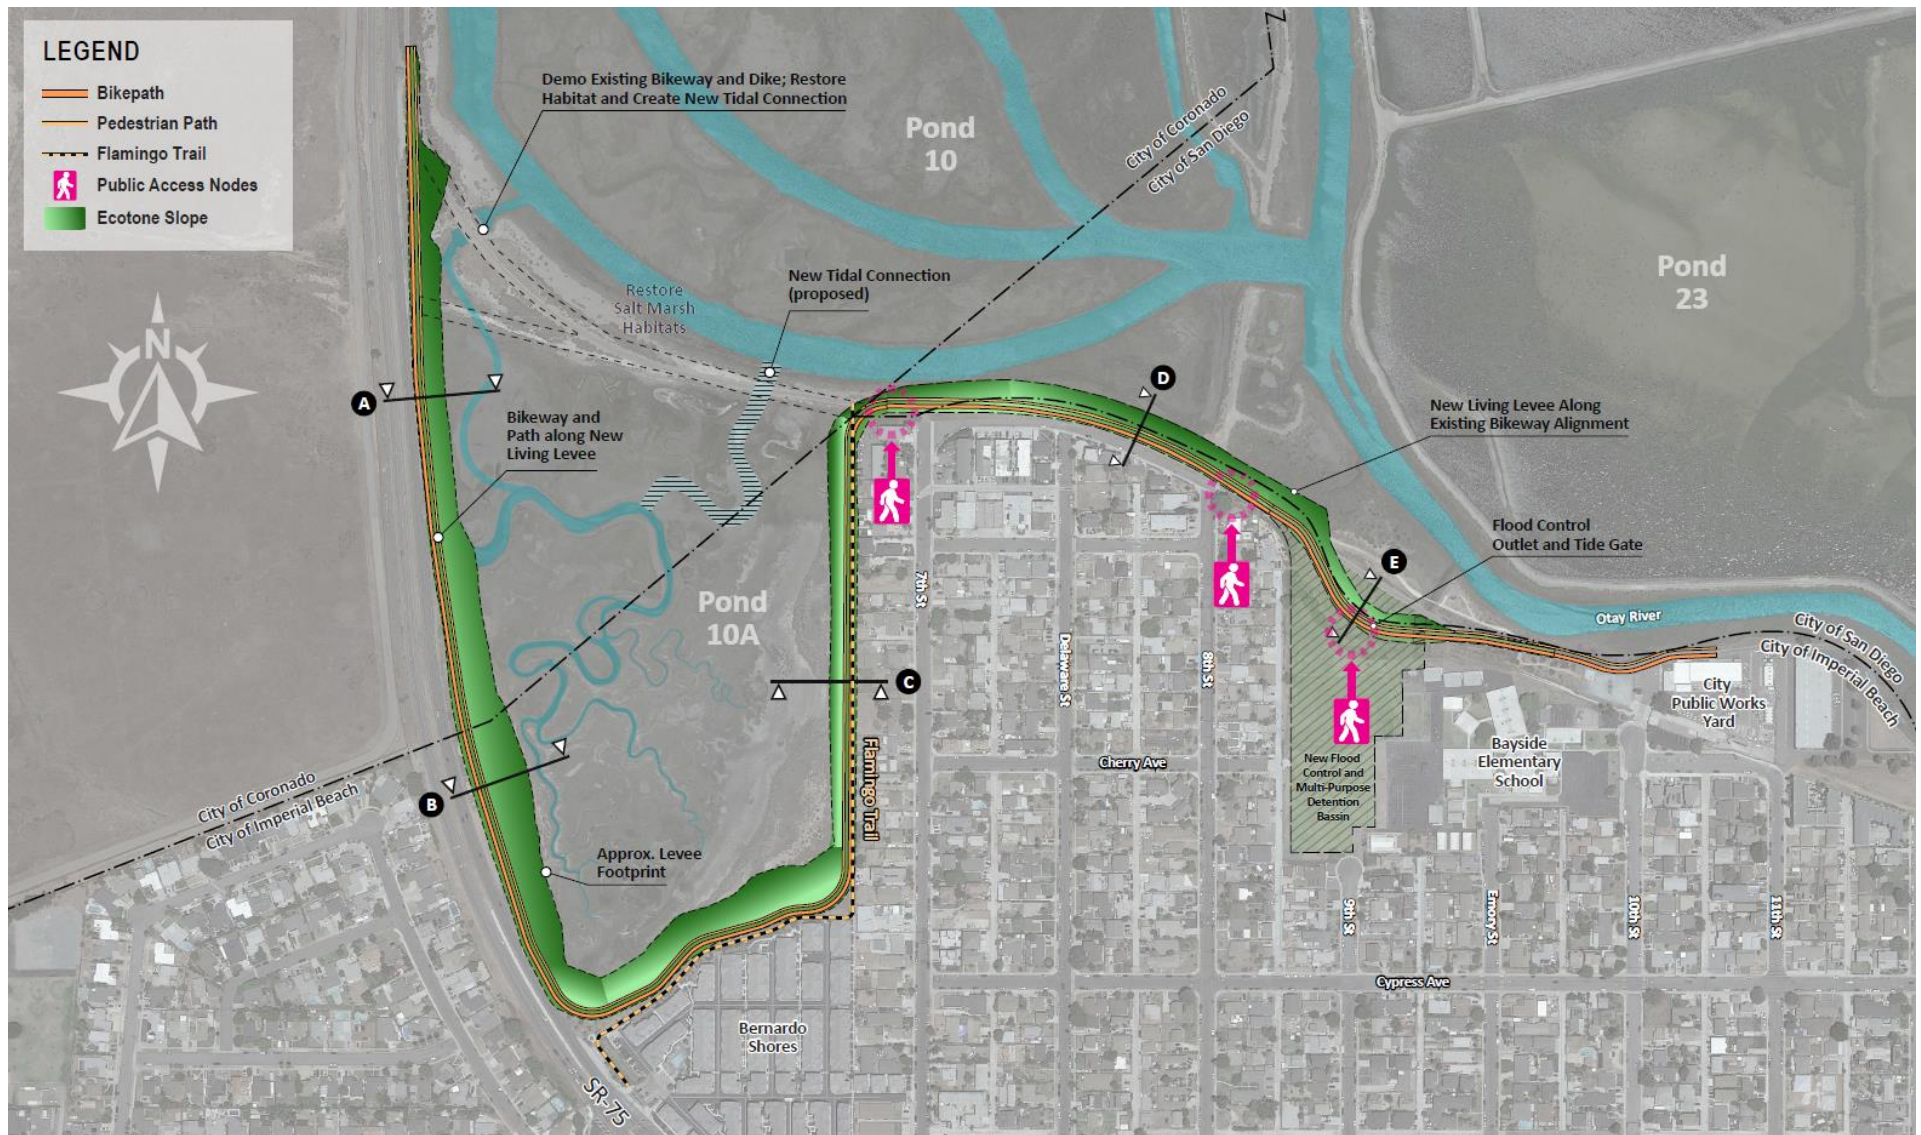 LEGEND
Bikepath
Pedestrian Path
Flamingo Trail
Public Access Nodes
Ecotone Slope
Demo Existing Bikeway and Dike; Restore
Habitat and Create New Tidal Connection
Pond
10
City of Coronado
City of San Diego
Pond
23
New Tidal Connection
(proposed)
Restore
Salt Marsh
Habitats
N
A
D
Bikeway and
Path along New
Living Levee
New Living Levee Along
Existing Bikeway Alignment
Flood Control
Outlet and Tide Gate
E
Pond
10A
7th St
Delaware St
8th St
Otay River
City of San Diego
City of Imperial Beach
C
City
Public Works
Yard
Flamingo Trail
Cherry Ave
Bayside
Elementary
School
New Flood
Control and
Multi-Purpose
Detention
Basin
B
City of Coronado
City of Imperial Beach
Approx. Levee
Footprint
9th St
Emory St
10th St
11th St
Cypress Ave
Bernardo
Shores
SR-75